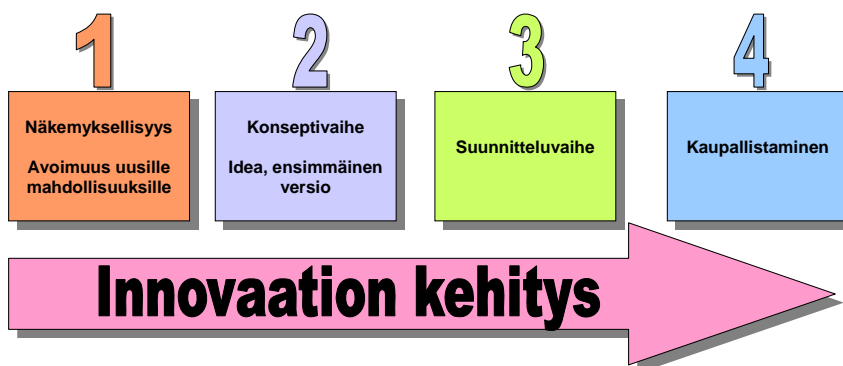 1
2
3
4
Näkemyksellisyys
Avoimuus uusille
mahdollisuuksille
Konseptivaihe
Idea, ensimmäinen
versio
Suunnitteluvaihe
Kaupallistaminen
Innovaation kehitys